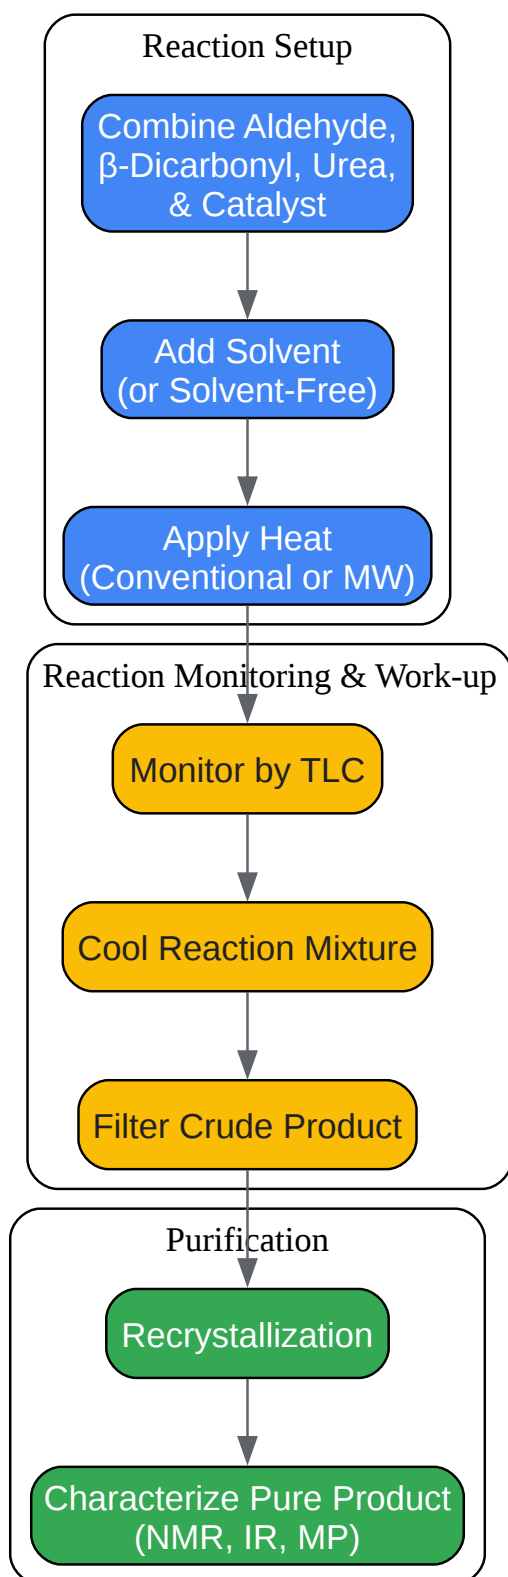 Reaction Setup
Combine Aldehyde,
β-Dicarbonyl, Urea,
& Catalyst
Add Solvent
(or Solvent-Free)
Apply Heat
(Conventional or MW)
Reaction Monitoring & Work-up
Monitor by TLC
Cool Reaction Mixture
Filter Crude Product
Purification
Recrystallization
Characterize Pure Product
(NMR, IR, MP)